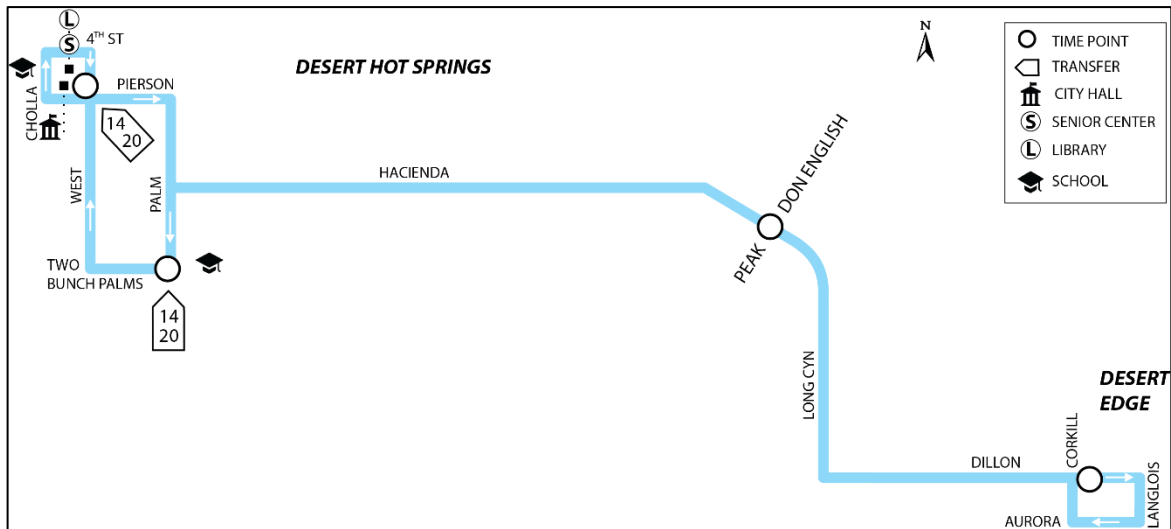 L
S
4TH ST
N
DESERT HOT SPRINGS
PIERSON
CHOLLA
14
20
WEST
PALM
HACIENDA
DON ENGLISH
PEAK
TWO
BUNCH PALMS
14
20
LONG CYN
DESERT
EDGE
CORKILL
DILLON
LANGLOIS
AURORA
TIME POINT
TRANSFER
CITY HALL
S SENIOR CENTER
L LIBRARY
SCHOOL